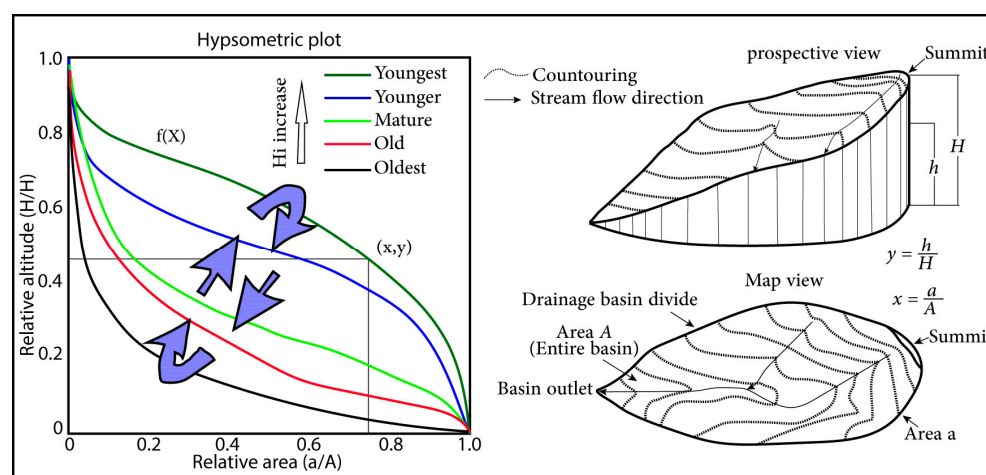 Hypsometric plot
Relative altitude (H/H)
1.0
0.8
0.6
0.4
0.2
0
0
0.2
0.4
0.6
0.8
1.0
Relative area (a/A)
f(X)
Hi increase
Youngest
Younger
Mature
Old
Oldest
(x,y)
Countouring
Stream flow direction
prospective view
Summit
H
h
y = h/H
x = a/A
Map view
Drainage basin divide
Area A
(Entire basin)
Basin outlet
Summit
Area a